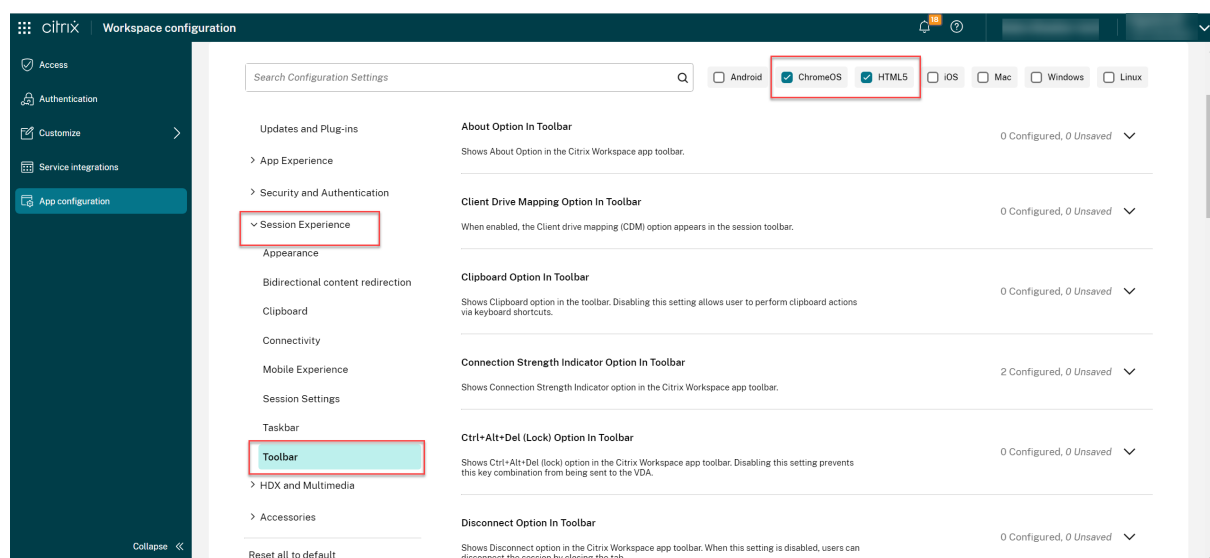 citrix Workspace configuration 18
Access
Authentication
Customize
Service integrations
App configuration
Collapse
Search Configuration Settings
Android ChromeOS HTML5 iOS Mac Windows Linux
Updates and Plug-ins
App Experience
Security and Authentication
Session Experience
Appearance
Bidirectional content redirection
Clipboard
Connectivity
Mobile Experience
Session Settings
Taskbar
Toolbar
HDX and Multimedia
Accessories
Reset all to default
About Option In Toolbar
Shows About Option in the Citrix Workspace app toolbar.
0 Configured, 0 Unsaved
Client Drive Mapping Option In Toolbar
When enabled, the Client drive mapping (CDM) option appears in the session toolbar.
0 Configured, 0 Unsaved
Clipboard Option In Toolbar
Shows Clipboard option in the toolbar. Disabling this setting allows user to perform clipboard actions
via keyboard shortcuts.
0 Configured, 0 Unsaved
Connection Strength Indicator Option In Toolbar
Shows Connection Strength Indicator option in the Citrix Workspace app toolbar.
2 Configured, 0 Unsaved
Ctrl+Alt+Del (Lock) Option In Toolbar
Shows Ctrl+Alt+Del (lock) option in the Citrix Workspace app toolbar. Disabling this setting prevents
this key combination from being sent to the VDA.
0 Configured, 0 Unsaved
Disconnect Option In Toolbar
Shows Disconnect option in the Citrix Workspace app toolbar. When this setting is disabled, users can
disconnect the session by closing the tab.
0 Configured, 0 Unsaved